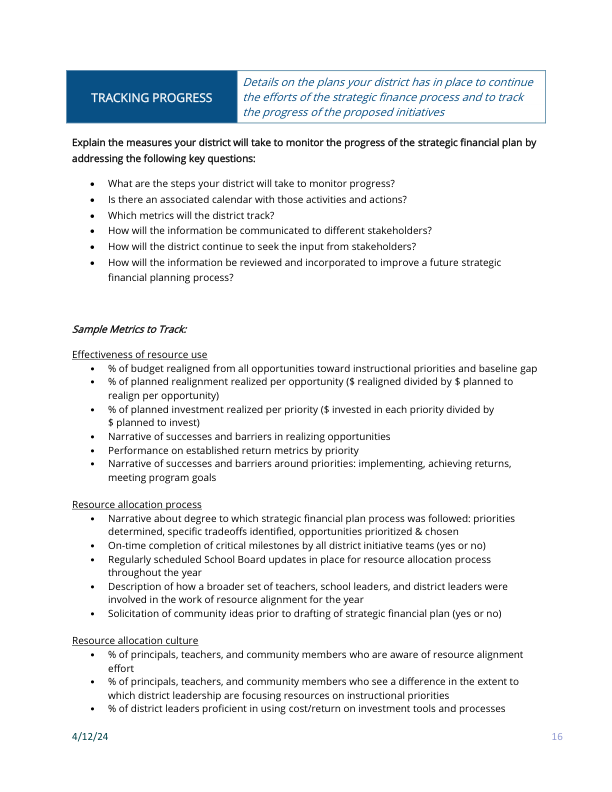 TRACKING PROGRESS
Details on the plans your district has in place to continue
the efforts of the strategic finance process and to track
the progress of the proposed initiatives
Explain the measures your district will take to monitor the progress of the strategic financial plan by
addressing the following key questions:
• What are the steps your district will take to monitor progress?
• Is there an associated calendar with those activities and actions?
• Which metrics will the district track?
• How will the information be communicated to different stakeholders?
• How will the district continue to seek the input from stakeholders?
• How will the information be reviewed and incorporated to improve a future strategic
financial planning process?
Sample Metrics to Track:
Effectiveness of resource use
• % of budget realigned from all opportunities toward instructional priorities and baseline gap
• % of planned realignment realized per opportunity ($ realigned divided by $ planned to
realign per opportunity)
• % of planned investment realized per priority ($ invested in each priority divided by
$ planned to invest)
• Narrative of successes and barriers in realizing opportunities
• Performance on established return metrics by priority
• Narrative of successes and barriers around priorities: implementing, achieving returns,
meeting program goals
Resource allocation process
• Narrative about degree to which strategic financial plan process was followed: priorities
determined, specific tradeoffs identified, opportunities prioritized & chosen
• On-time completion of critical milestones by all district initiative teams (yes or no)
• Regularly scheduled School Board updates in place for resource allocation process
throughout the year
• Description of how a broader set of teachers, school leaders, and district leaders were
involved in the work of resource alignment for the year
• Solicitation of community ideas prior to drafting of strategic financial plan (yes or no)
Resource allocation culture
• % of principals, teachers, and community members who are aware of resource alignment
effort
• % of principals, teachers, and community members who see a difference in the extent to
which district leadership are focusing resources on instructional priorities
• % of district leaders proficient in using cost/return on investment tools and processes
4/12/24
16